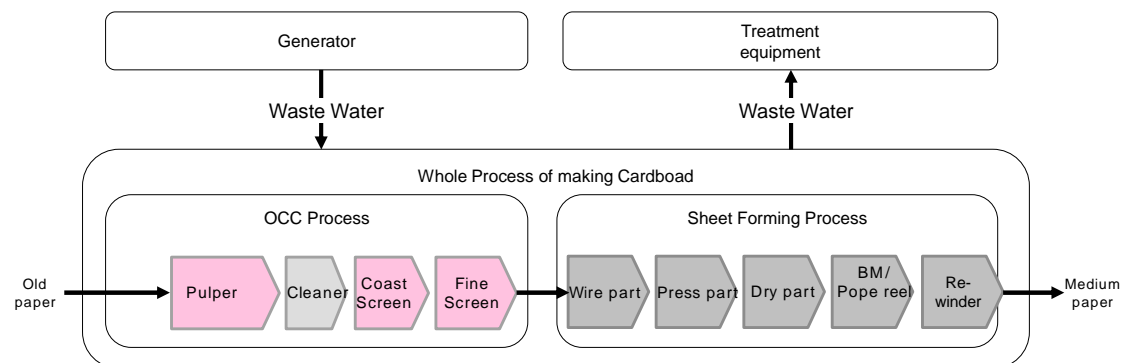 Generator
Treatment
equipment
Waste Water
Waste Water
Whole Process of making Cardboad
OCC Process
Sheet Forming Process
Old
paper
Pulper
Cleaner
Coast
Screen
Fine
Screen
Wire part
Press part
Dry part
BM/
Pope reel
Re-
winder
Medium
paper